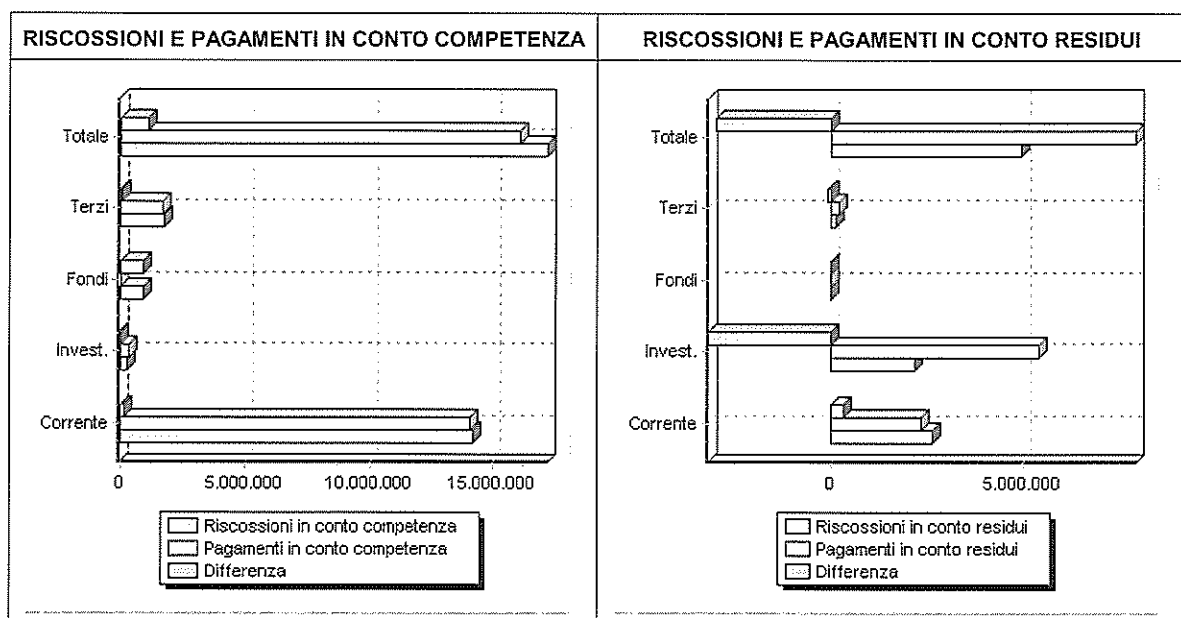 RISCOSSIONI E PAGAMENTI IN CONTO COMPETENZA
Totale
Terzi
Fondi
Invest.
Corrente
0 5.000.000 10.000.000 15.000.000
Riscossioni in conto competenza
Pagamenti in conto competenza
Differenza
RISCOSSIONI E PAGAMENTI IN CONTO RESIDUI
Totale
Terzi
Fondi
Invest.
Corrente
0 5.000.000
Riscossioni in conto residui
Pagamenti in conto residui
Differenza